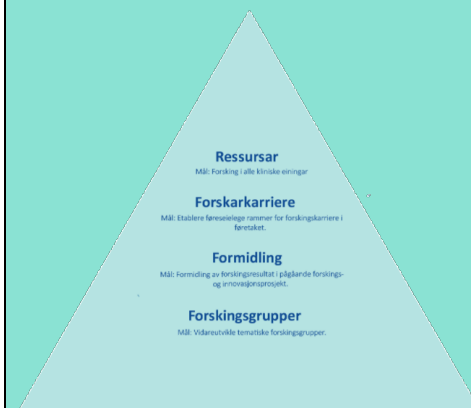 Ressursar
Mål: Forsking i alle kliniske einingar
Forskarkarriere
Mål: Etablere føreseielege rammer for forskingskarriere i
føretaket.
Formidling
Mål: Formidling av forskingsresultat i pågåande forskings-
og innovasjonsprosjekt.
Forskingsgrupper
Mål: Vidareutvikle tematiske forskingsgrupper.